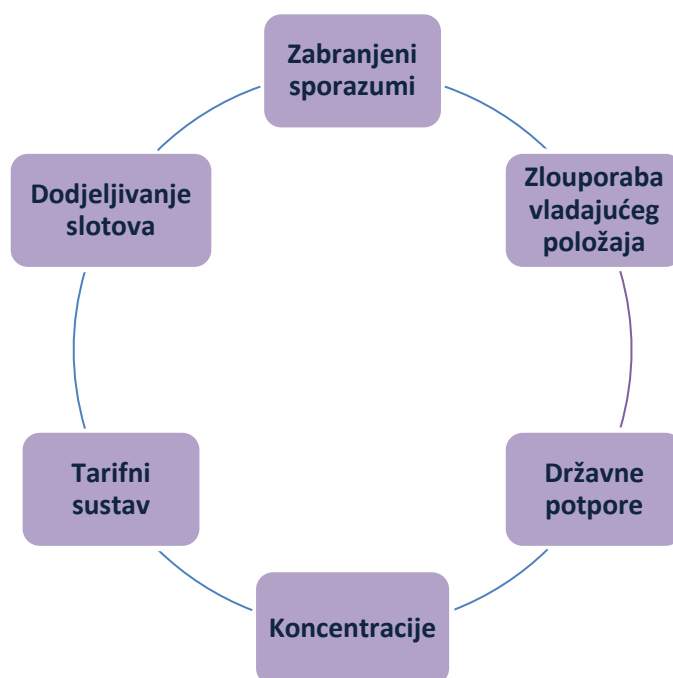 Zabranjeni
sporazumi
Zlouporaba
vladajućeg
položaja
Državne
potpore
Koncentracije
Tarifni
sustav
Dodjeljivanje
slotova